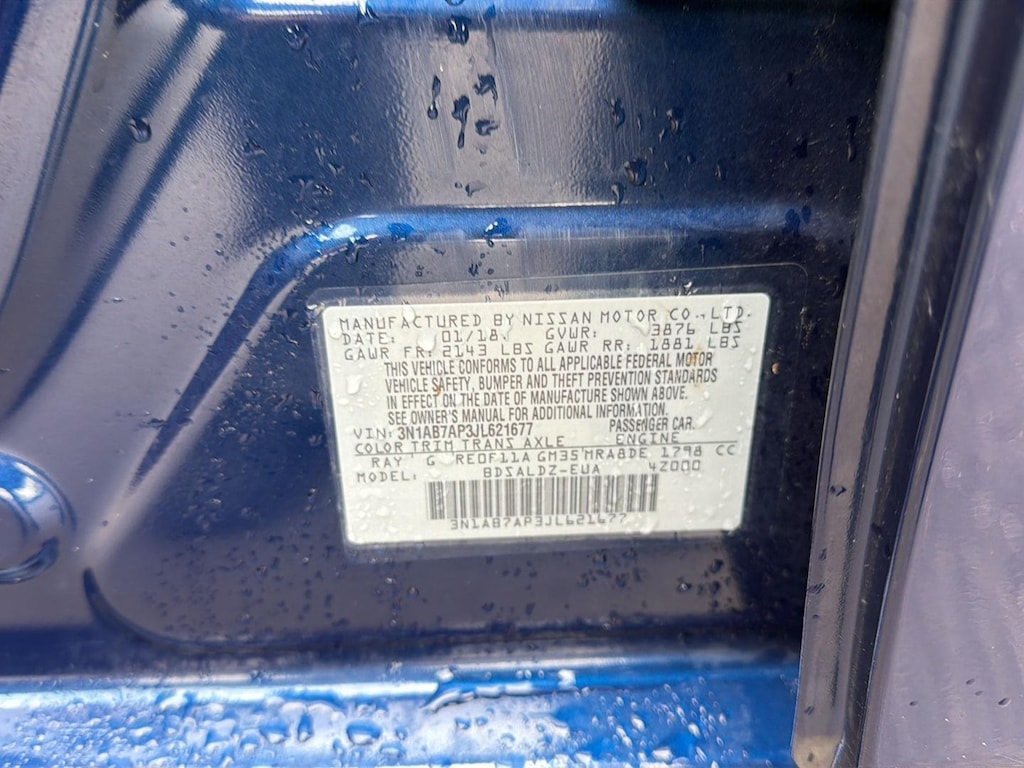 MANUFACTURED BY NISSAN MOTOR CO.,LTD.
DATE: 01/18. GVWR: 3876 LBS
GAWR FR: 2143 LBS GAWR RR: 1881 LBS
THIS VEHICLE CONFORMS TO ALL APPLICABLE FEDERAL MOTOR
VEHICLE SAFETY, BUMPER AND THEFT PREVENTION STANDARDS
IN EFFECT ON THE DATE OF MANUFACTURE SHOWN ABOVE.
SEE OWNER'S MANUAL FOR ADDITIONAL INFORMATION.
VIN: 3N1AB7AP3JL621677 PASSENGER CAR.
COLOR TRIM TRANS AXLE ENGINE
RAY G RE0F11A GM35 MRA8DE 1798 CC
MODEL: BDSALDZ-EUA 4Z000
3N1AB7AP3JL621677